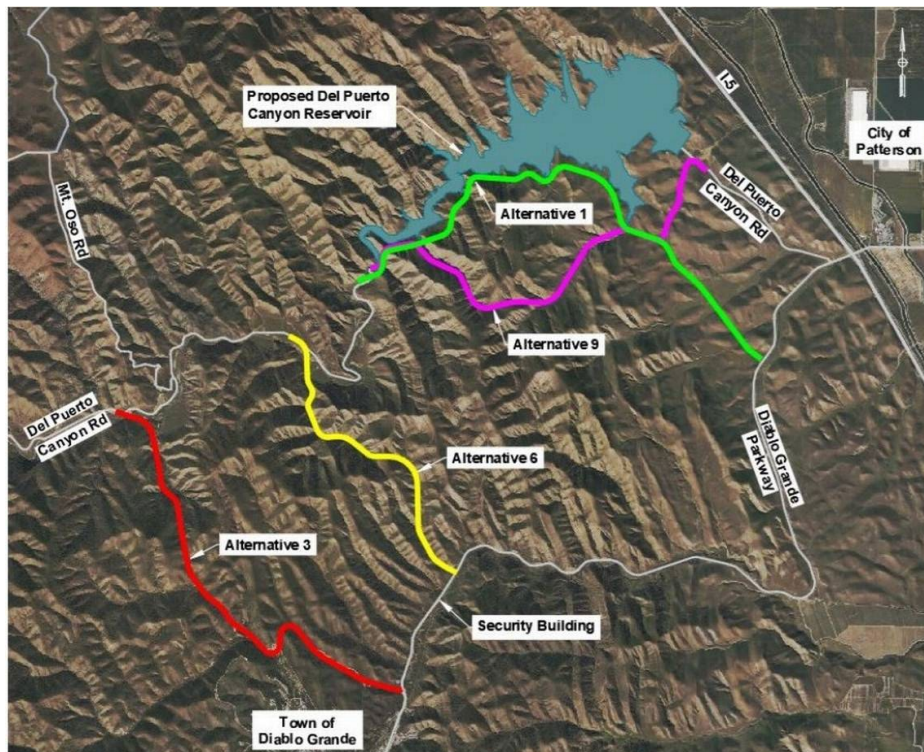 I-5
City of
Patterson
Proposed Del Puerto
Canyon Reservoir
Mt. Oso Rd
Del Puerto
Canyon Rd
Alternative 1
Alternative 9
Del Puerto
Canyon Rd
Alternative 6
Diablo Grande
Parkway
Alternative 3
Security Building
Town of
Diablo Grande